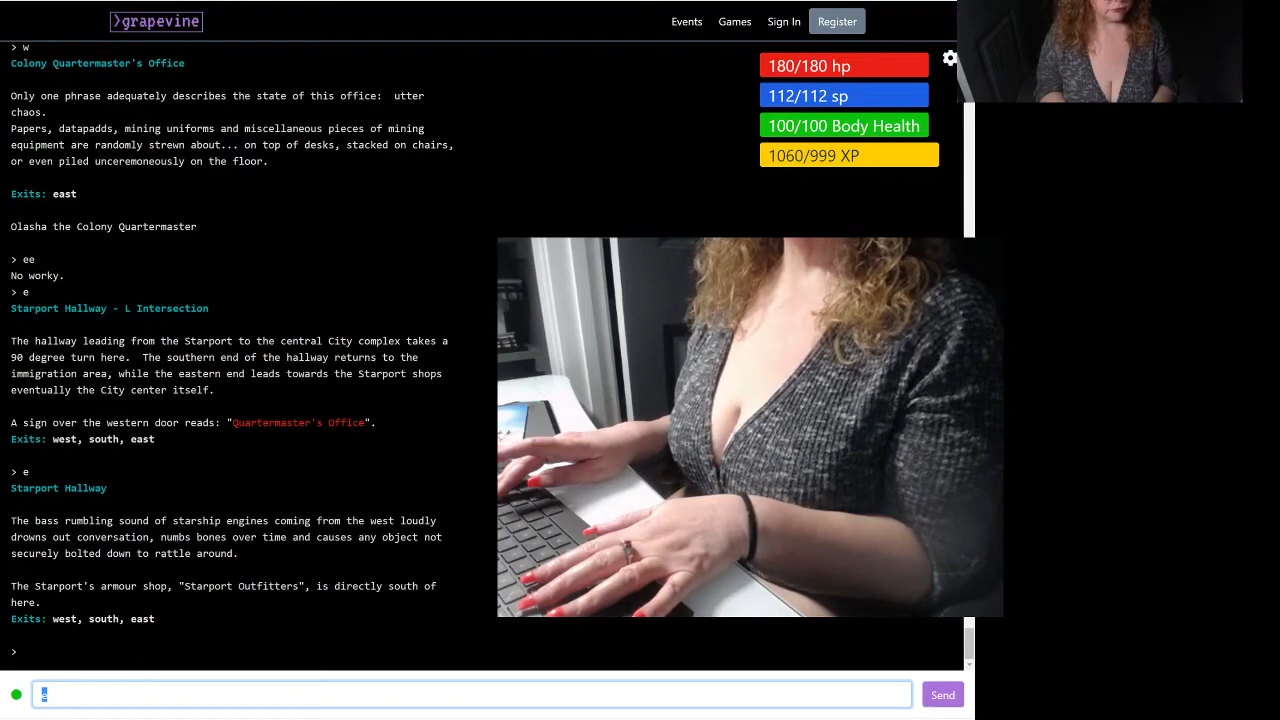 >grapevine
Events
Games
Sign In
Register
> w
Colony Quartermaster's Office
Only one phrase adequately describes the state of this office:  utter
chaos.
Papers, datapadds, mining uniforms and miscellaneous pieces of mining
equipment are randomly strewn about... on top of desks, stacked on chairs,
or even piled unceremoneously on the floor.
Exits: east
Olasha the Colony Quartermaster
> ee
No worky.
> e
Starport Hallway - L Intersection
The hallway leading from the Starport to the central City complex takes a
90 degree turn here.  The southern end of the hallway returns to the
immigration area, while the eastern end leads towards the Starport shops
eventually the City center itself.
A sign over the western door reads: "Quartermaster's Office".
Exits: west, south, east
> e
Starport Hallway
The bass rumbling sound of starship engines coming from the west loudly
drowns out conversation, numbs bones over time and causes any object not
securely bolted down to rattle around.
The Starport's armour shop, "Starport Outfitters", is directly south of
here.
Exits: west, south, east
>
180/180 hp
112/112 sp
100/100 Body Health
1060/999 XP
e
Send